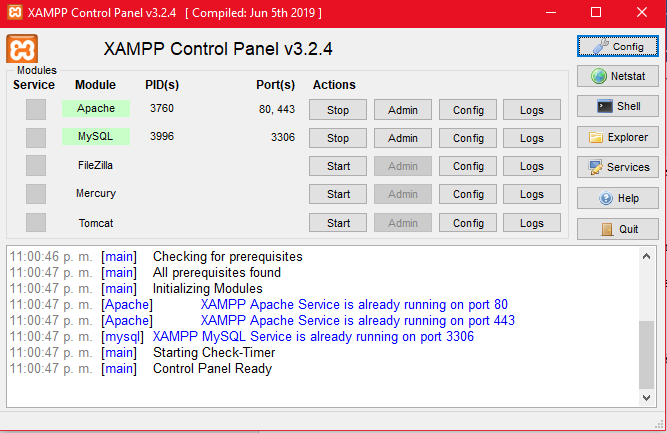 XAMPP Control Panel v3.2.4 [ Compiled: Jun 5th 2019 ]
XAMPP Control Panel v3.2.4
Config
Modules
Service Module PID(s) Port(s) Actions
Netstat
Apache 3760 80, 443 Stop Admin Config Logs
Shell
MySQL 3996 3306 Stop Admin Config Logs
Explorer
FileZilla Start Admin Config Logs
Services
Mercury Start Admin Config Logs
Help
Tomcat Start Admin Config Logs
Quit
11:00:46 p. m. [main] Checking for prerequisites
11:00:47 p. m. [main] All prerequisites found
11:00:47 p. m. [main] Initializing Modules
11:00:47 p. m. [Apache] XAMPP Apache Service is already running on port 80
11:00:47 p. m. [Apache] XAMPP Apache Service is already running on port 443
11:00:47 p. m. [mysql] XAMPP MySQL Service is already running on port 3306
11:00:47 p. m. [main] Starting Check-Timer
11:00:47 p. m. [main] Control Panel Ready